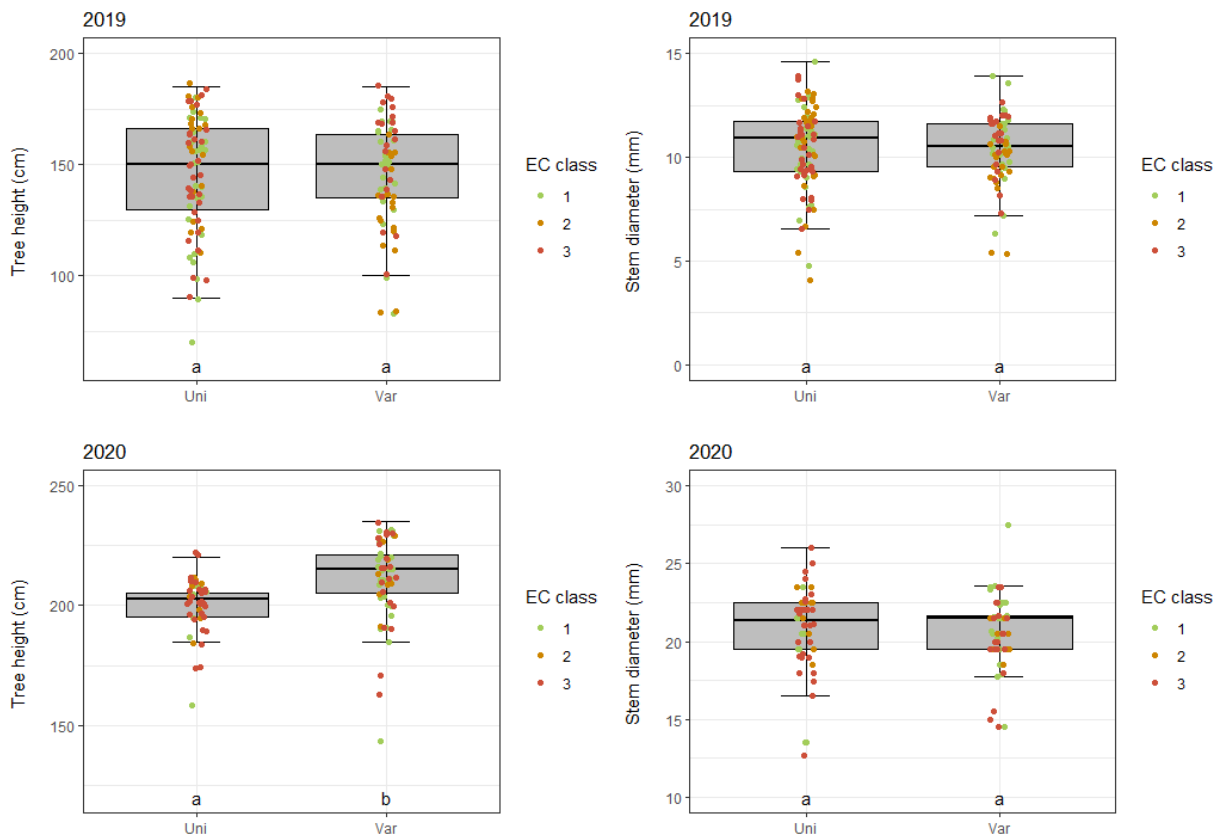 2019
Tree height (cm)
200
150
100
a
a
Uni
Var
EC class
1
2
3
2019
Stem diameter (mm)
15
10
5
0
a
a
Uni
Var
EC class
1
2
3
2020
Tree height (cm)
250
200
150
a
b
Uni
Var
EC class
1
2
3
2020
Stem diameter (mm)
30
25
20
15
10
a
a
Uni
Var
EC class
1
2
3